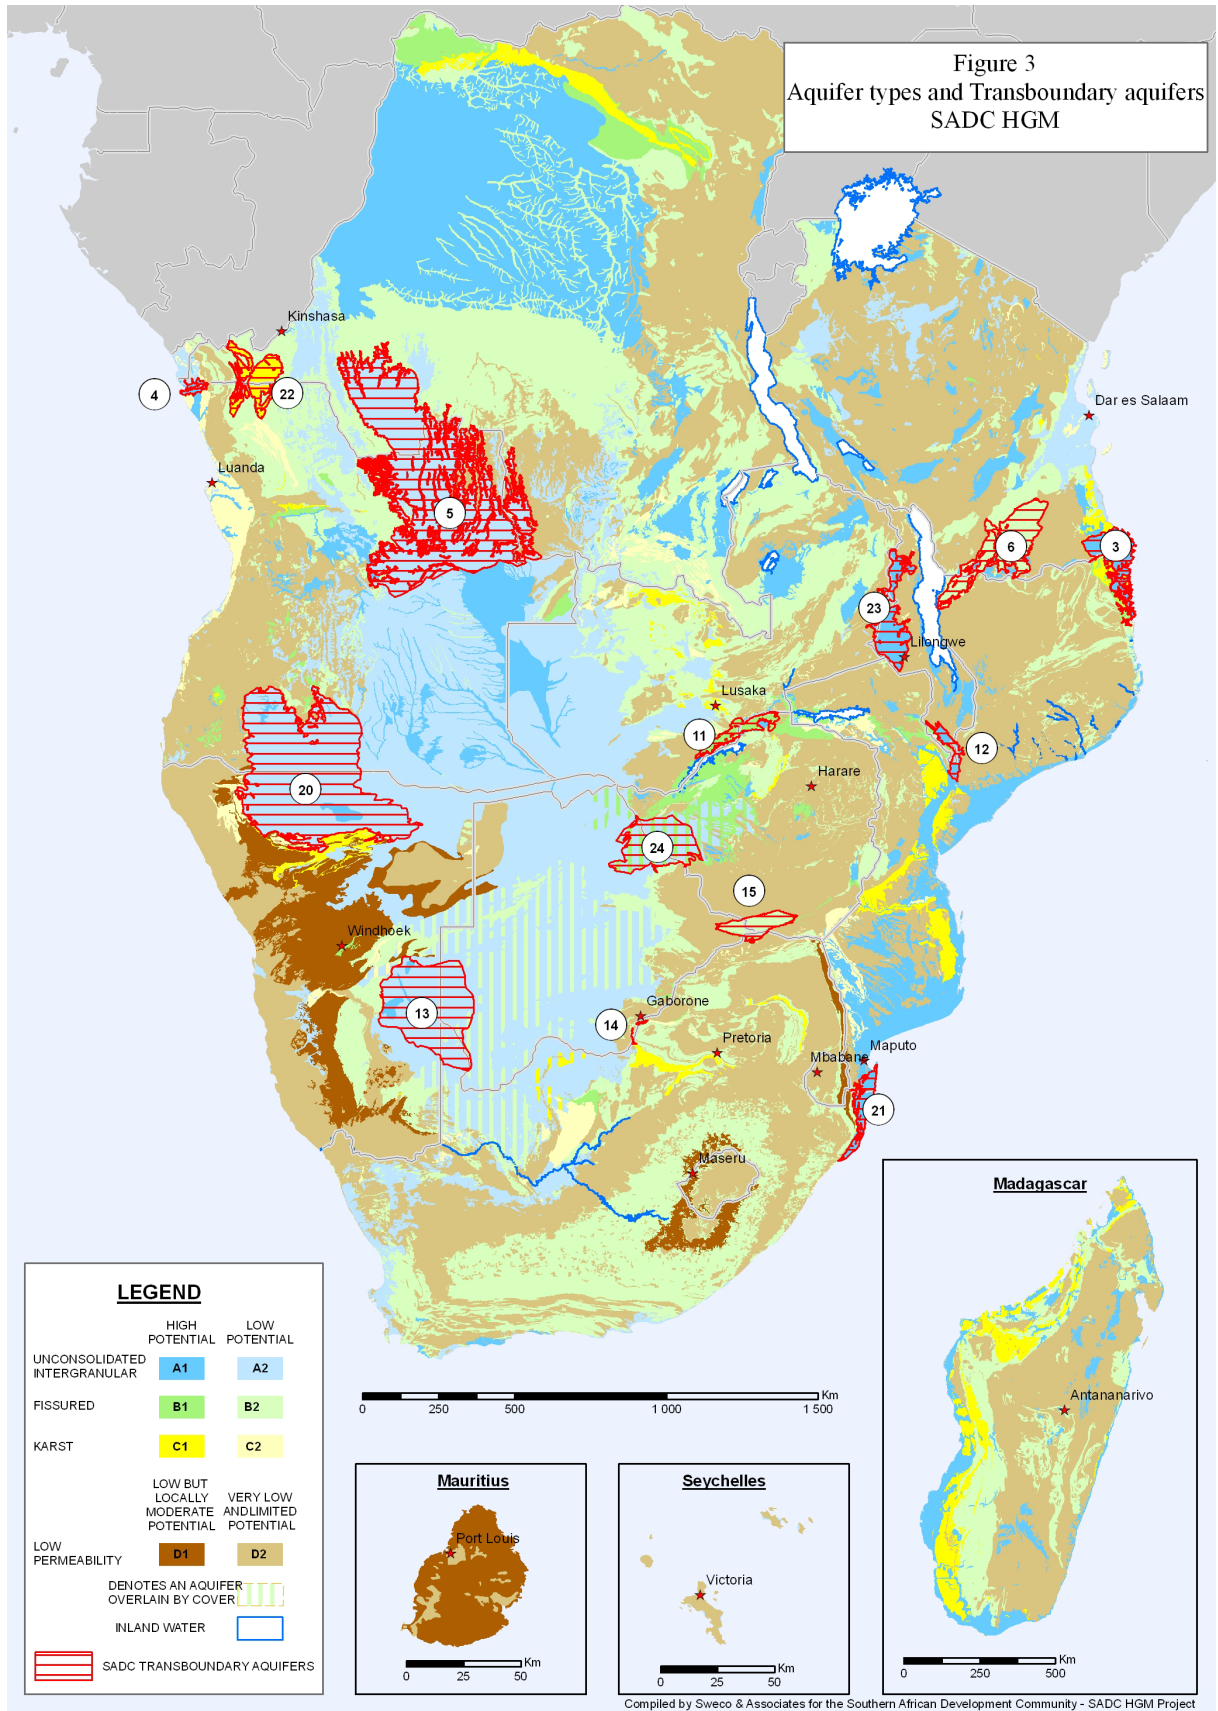 Figure 3
Aquifer types and Transboundary aquifers
SADC HGM
Kinshasa
4
22
Dar es Salaam
Luanda
5
6
3
23
Lilongwe
Lusaka
11
12
Harare
20
24
15
Windhoek
13
Gaborone
14
Pretoria
Mbabane
Maputo
21
Maseru
LEGEND
HIGH POTENTIAL
LOW POTENTIAL
UNCONSOLIDATED INTERGRANULAR
A1
A2
FISSURED
B1
B2
KARST
C1
C2
LOW BUT LOCALLY MODERATE POTENTIAL
VERY LOW ANDLIMITED POTENTIAL
LOW PERMEABILITY
D1
D2
DENOTES AN AQUIFER OVERLAIN BY COVER
INLAND WATER
SADC TRANSBOUNDARY AQUIFERS
0 250 500 1 000 1 500 Km
Mauritius
Port Louis
0 25 50 Km
Seychelles
Victoria
0 25 50 Km
Madagascar
Antananarivo
0 250 500 Km
Compiled by Sweco & Associates for the Southern African Development Community - SADC HGM Project